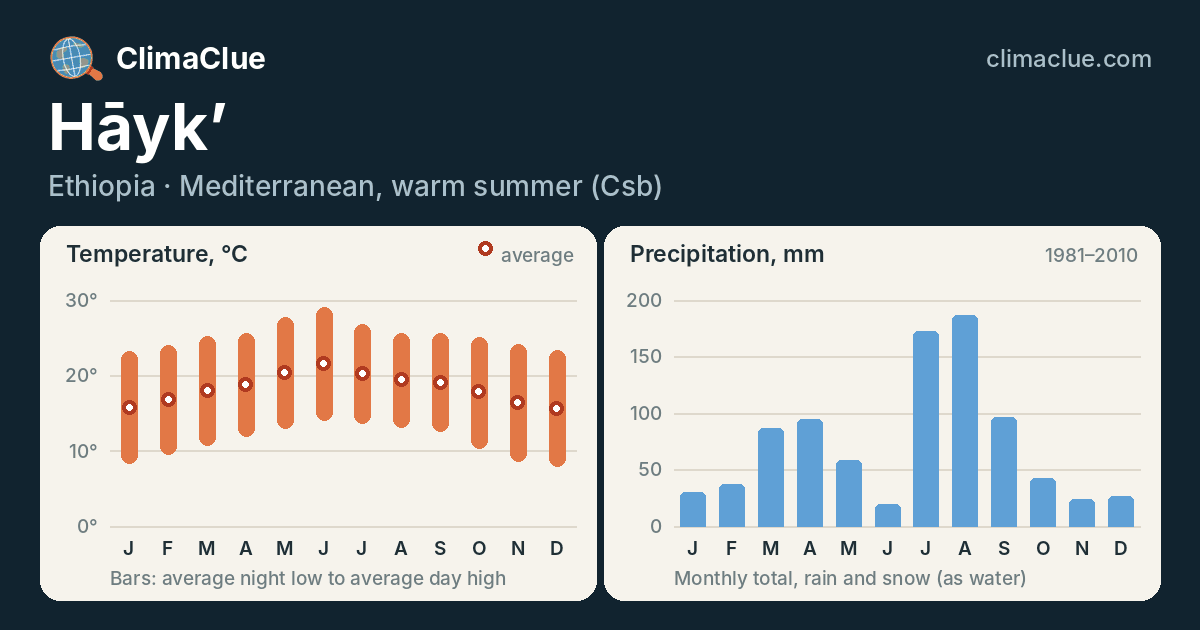 ClimaClue
climaclue.com
Hāykʼ
Ethiopia · Mediterranean, warm summer (Csb)
Temperature, °C
average
30°
20°
10°
0°
J F M A M J J A S O N D
Bars: average night low to average day high
Precipitation, mm
1981–2010
200
150
100
50
0
J F M A M J J A S O N D
Monthly total, rain and snow (as water)